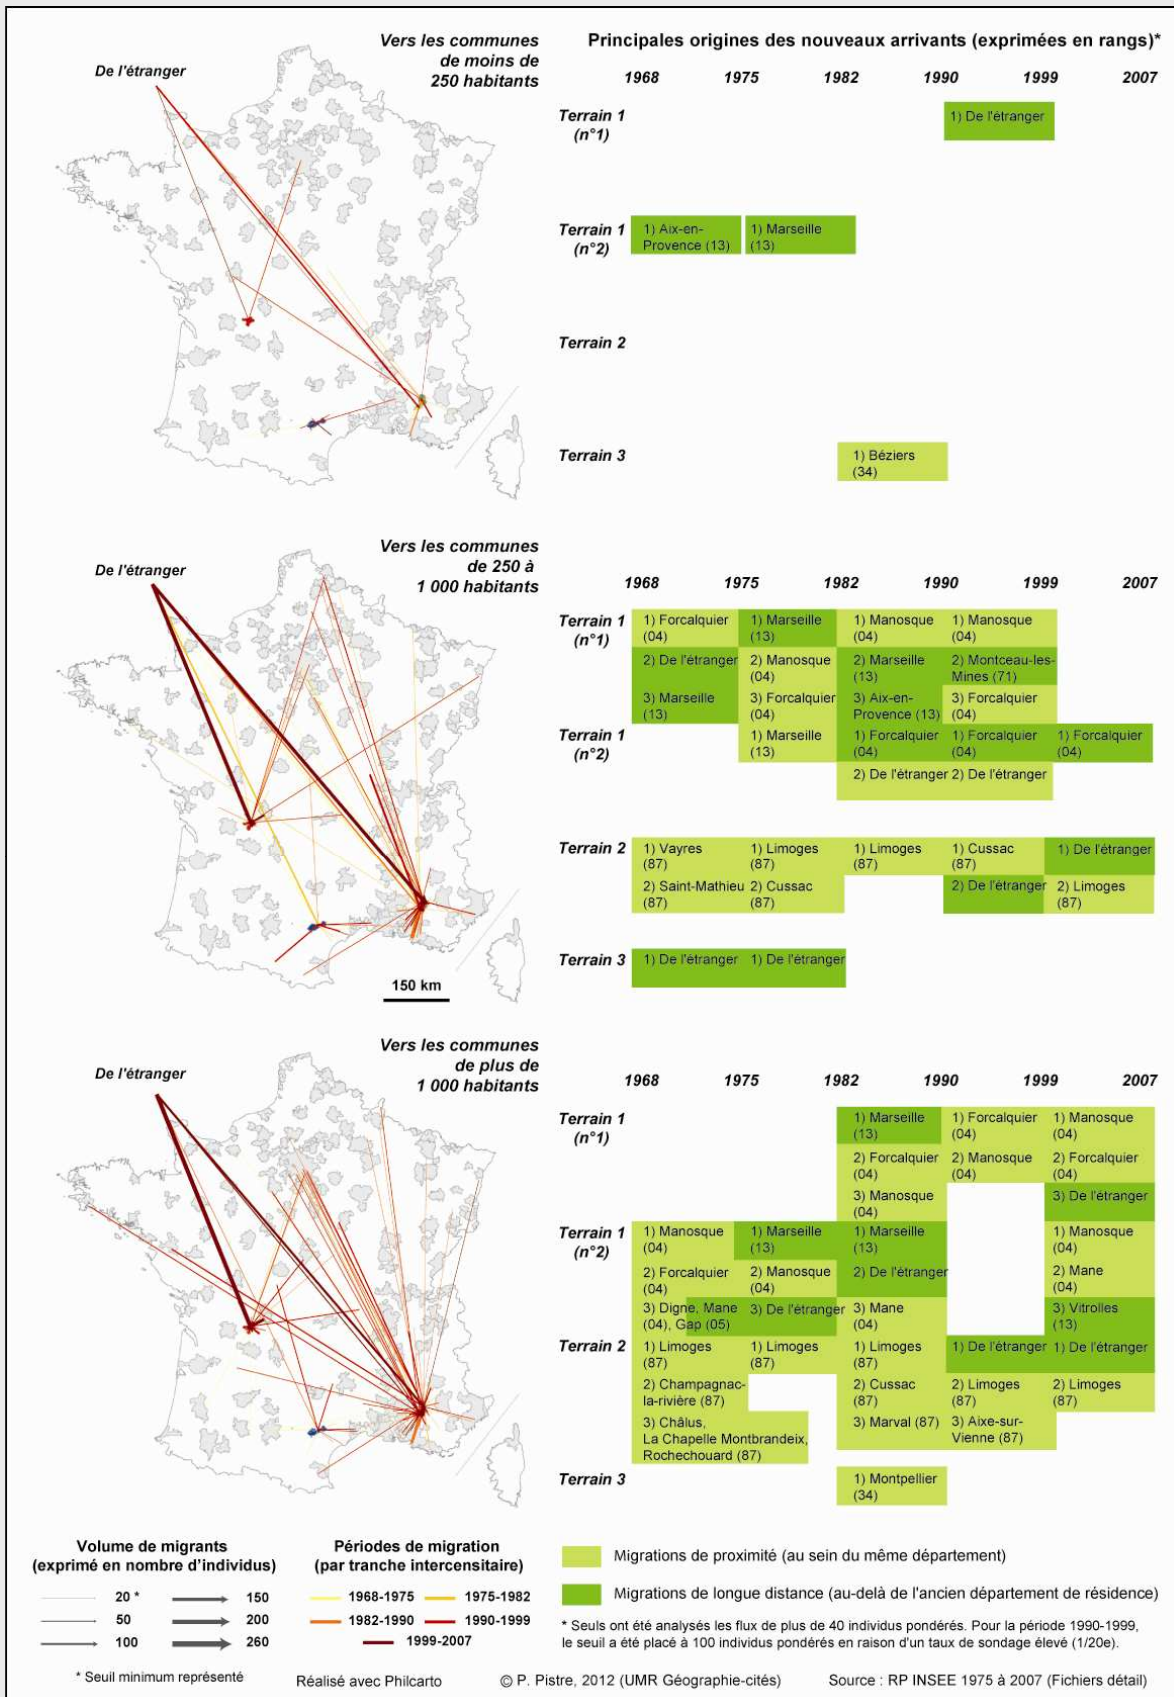 Vers les communes
de moins de
250 habitants
De l'étranger
Principales origines des nouveaux arrivants (exprimées en rangs)*
1968 1975 1982 1990 1999 2007
Terrain 1
(n°1)
1) De l'étranger
Terrain 1
(n°2)
1) Aix-en-
Provence (13)
1) Marseille
(13)
Terrain 2
Terrain 3
1) Béziers
(34)
Vers les communes
de 250 à
1 000 habitants
De l'étranger
150 km
1968 1975 1982 1990 1999 2007
Terrain 1
(n°1)
1) Forcalquier
(04)
1) Marseille
(13)
1) Manosque
(04)
1) Manosque
(04)
2) De l'étranger
2) Manosque
(04)
2) Marseille
(13)
2) Montceau-les-
Mines (71)
3) Marseille
(13)
3) Forcalquier
(04)
3) Aix-en-
Provence (13)
3) Forcalquier
(04)
Terrain 1
(n°2)
1) Marseille
(13)
1) Forcalquier
(04)
1) Forcalquier
(04)
1) Forcalquier
(04)
2) De l'étranger
2) De l'étranger
Terrain 2
1) Vayres
(87)
1) Limoges
(87)
1) Limoges
(87)
1) Cussac
(87)
1) De l'étranger
2) Saint-Mathieu
(87)
2) Cussac
(87)
2) De l'étranger
2) Limoges
(87)
Terrain 3
1) De l'étranger
1) De l'étranger
Vers les communes
de plus de
1 000 habitants
De l'étranger
1968 1975 1982 1990 1999 2007
Terrain 1
(n°1)
1) Marseille
(13)
1) Forcalquier
(04)
1) Manosque
(04)
2) Forcalquier
(04)
2) Manosque
(04)
2) Forcalquier
(04)
3) Manosque
(04)
3) De l'étranger
Terrain 1
(n°2)
1) Manosque
(04)
1) Marseille
(13)
1) Marseille
(13)
1) Manosque
(04)
2) Forcalquier
(04)
2) Manosque
(04)
2) De l'étranger
2) Mane
(04)
3) Digne, Mane
(04), Gap (05)
3) De l'étranger
3) Mane
(04)
3) Vitrolles
(13)
Terrain 2
1) Limoges
(87)
1) Limoges
(87)
1) Limoges
(87)
1) De l'étranger
1) De l'étranger
2) Champagnac-
la-rivière (87)
2) Cussac
(87)
2) Limoges
(87)
2) Limoges
(87)
3) Châlus,
La Chapelle Montbrandeix,
Rochechouard (87)
3) Marval (87)
3) Aixe-sur-
Vienne (87)
Terrain 3
1) Montpellier
(34)
Volume de migrants
(exprimé en nombre d'individus)
20 * 150
50 200
100 260
* Seuil minimum représenté
Périodes de migration
(par tranche intercensitaire)
1968-1975 1975-1982
1982-1990 1990-1999
1999-2007
Migrations de proximité (au sein du même département)
Migrations de longue distance (au-delà de l'ancien département de résidence)
* Seuls ont été analysés les flux de plus de 40 individus pondérés. Pour la période 1990-1999,
le seuil a été placé à 100 individus pondérés en raison d'un taux de sondage élevé (1/20e).
Réalisé avec Philcarto
© P. Pistre, 2012 (UMR Géographie-cités)
Source : RP INSEE 1975 à 2007 (Fichiers détail)